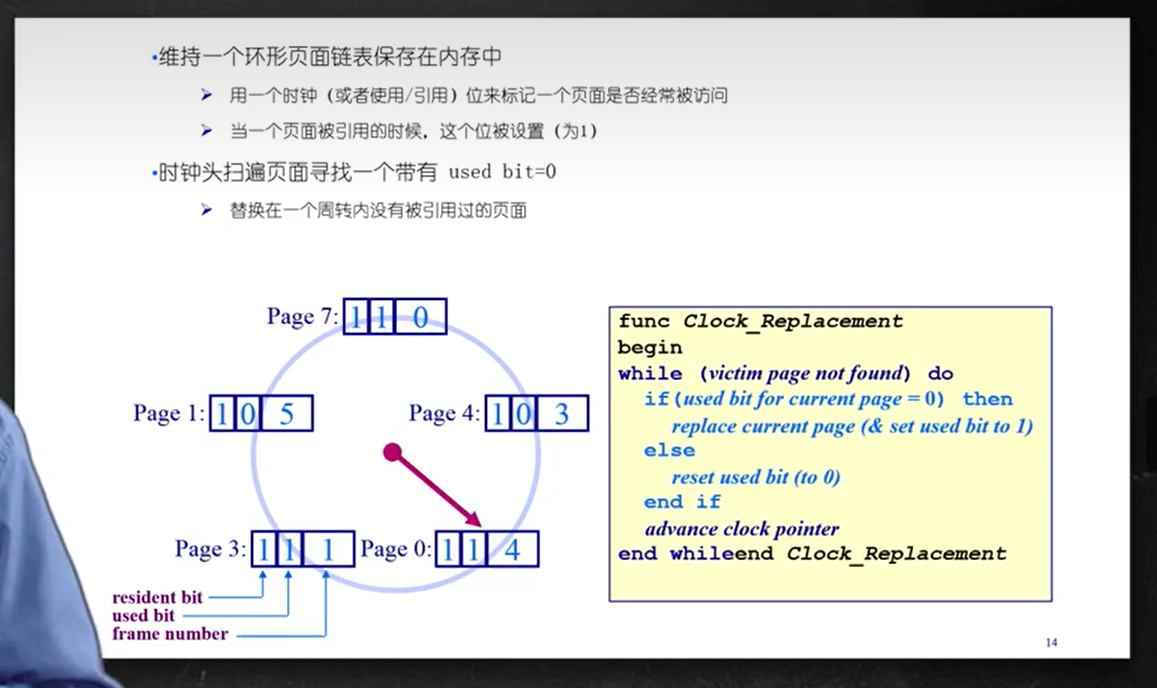 •维持一个环形页面链表保存在内存中
➢ 用一个时钟（或者使用/引用）位来标记一个页面是否经常被访问
➢ 当一个页面被引用的时候，这个位被设置（为1）
•时钟头扫遍页面寻找一个带有 used bit=0
➢ 替换在一个周转内没有被引用过的页面
Page 7: 1 1 0
Page 1: 1 0 5
Page 4: 1 0 3
Page 3: 1 1 1
Page 0: 1 1 4
resident bit
used bit
frame number
func Clock_Replacement
begin
while (victim page not found) do
if(used bit for current page = 0) then
replace current page (& set used bit to 1)
else
reset used bit (to 0)
end if
advance clock pointer
end whileend Clock_Replacement
14